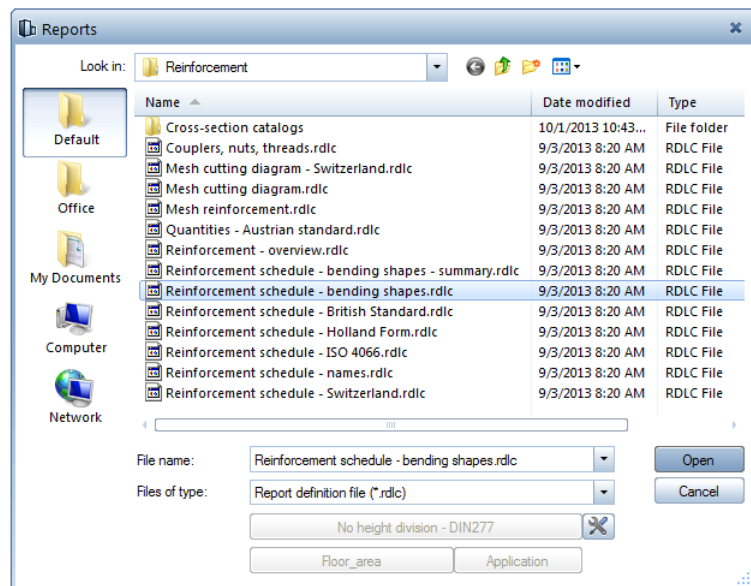 Reports
Look in: Reinforcement
Name Date modified Type
Default
Cross-section catalogs 10/1/2013 10:43... File folder
Couplers, nuts, threads.rdlc 9/3/2013 8:20 AM RDLC File
Mesh cutting diagram - Switzerland.rdlc 9/3/2013 8:20 AM RDLC File
Mesh cutting diagram.rdlc 9/3/2013 8:20 AM RDLC File
Office
Mesh reinforcement.rdlc 9/3/2013 8:20 AM RDLC File
Quantities - Austrian standard.rdlc 9/3/2013 8:20 AM RDLC File
Reinforcement - overview.rdlc 9/3/2013 8:20 AM RDLC File
My Documents
Reinforcement schedule - bending shapes - summary.rdlc 9/3/2013 8:20 AM RDLC File
Reinforcement schedule - bending shapes.rdlc 9/3/2013 8:20 AM RDLC File
Reinforcement schedule - British Standard.rdlc 9/3/2013 8:20 AM RDLC File
Reinforcement schedule - Holland Form.rdlc 9/3/2013 8:20 AM RDLC File
Computer
Reinforcement schedule - ISO 4066.rdlc 9/3/2013 8:20 AM RDLC File
Reinforcement schedule - names.rdlc 9/3/2013 8:20 AM RDLC File
Reinforcement schedule - Switzerland.rdlc 9/3/2013 8:20 AM RDLC File
Network
File name: Reinforcement schedule - bending shapes.rdlc Open
Files of type: Report definition file (*.rdlc) Cancel
No height division - DIN277
Floor_area Application